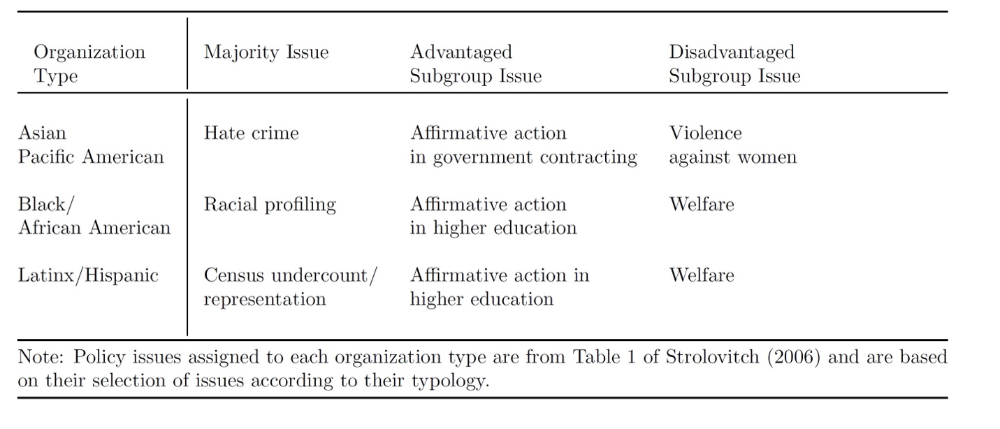 Organization Type
Majority Issue
Advantaged Subgroup Issue
Disadvantaged Subgroup Issue
Asian
Pacific American
Hate crime
Affirmative action
in government contracting
Violence
against women
Black/
African American
Racial profiling
Affirmative action
in higher education
Welfare
Latinx/Hispanic
Census undercount/
representation
Affirmative action in
higher education
Welfare
Note: Policy issues assigned to each organization type are from Table 1 of Strolovitch (2006) and are based
on their selection of issues according to their typology.